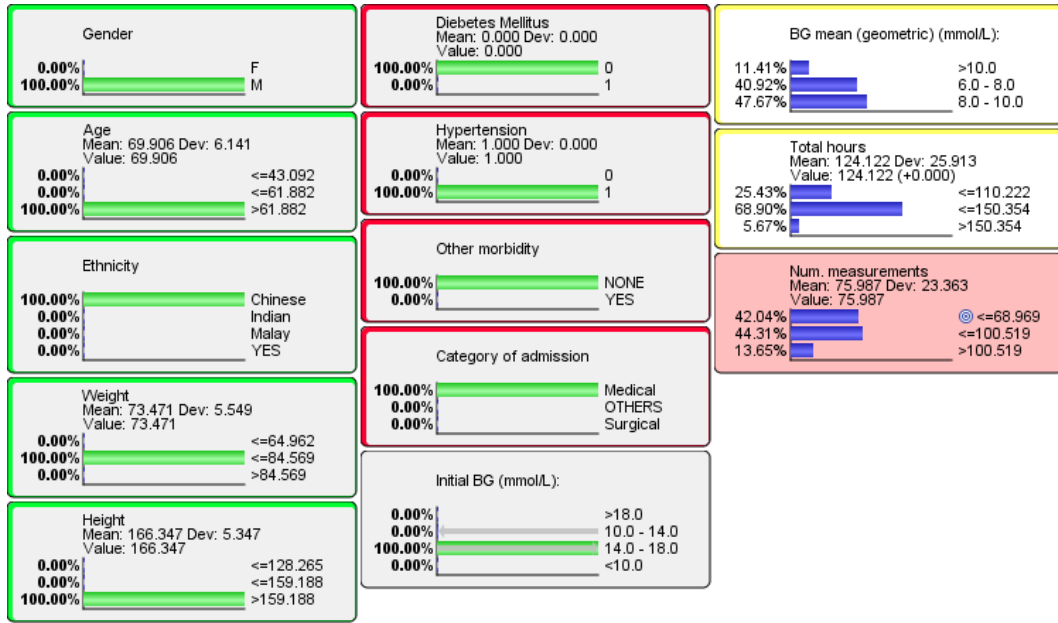 Gender
0.00% F
100.00% M
Age
Mean: 69.906 Dev: 6.141
Value: 69.906
0.00% <=43.092
0.00% <=61.882
100.00% >61.882
Ethnicity
100.00% Chinese
0.00% Indian
0.00% Malay
0.00% YES
Weight
Mean: 73.471 Dev: 5.549
Value: 73.471
0.00% <=64.962
100.00% <=84.569
0.00% >84.569
Height
Mean: 166.347 Dev: 5.347
Value: 166.347
0.00% <=128.265
0.00% <=159.188
100.00% >159.188
Diebetes Mellitus
Mean: 0.000 Dev: 0.000
Value: 0.000
100.00% 0
0.00% 1
Hypertension
Mean: 1.000 Dev: 0.000
Value: 1.000
0.00% 0
100.00% 1
Other morbidity
100.00% NONE
0.00% YES
Category of admission
100.00% Medical
0.00% OTHERS
0.00% Surgical
Initial BG (mmol/L):
0.00% >18.0
0.00% 10.0 - 14.0
100.00% 14.0 - 18.0
0.00% <10.0
BG mean (geometric) (mmol/L):
11.41% >10.0
40.92% 6.0 - 8.0
47.67% 8.0 - 10.0
Total hours
Mean: 124.122 Dev: 25.913
Value: 124.122 (+0.000)
25.43% <=110.222
68.90% <=150.354
5.67% >150.354
Num. measurements
Mean: 75.987 Dev: 23.363
Value: 75.987
42.04% <=68.969
44.31% <=100.519
13.65% >100.519